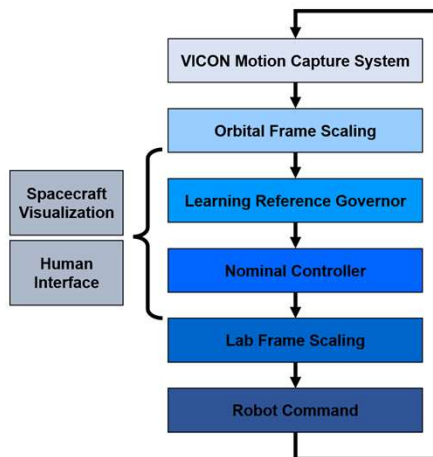 VICON Motion Capture System
Orbital Frame Scaling
Spacecraft
Visualization
Learning Reference Governor
Human
Interface
Nominal Controller
Lab Frame Scaling
Robot Command